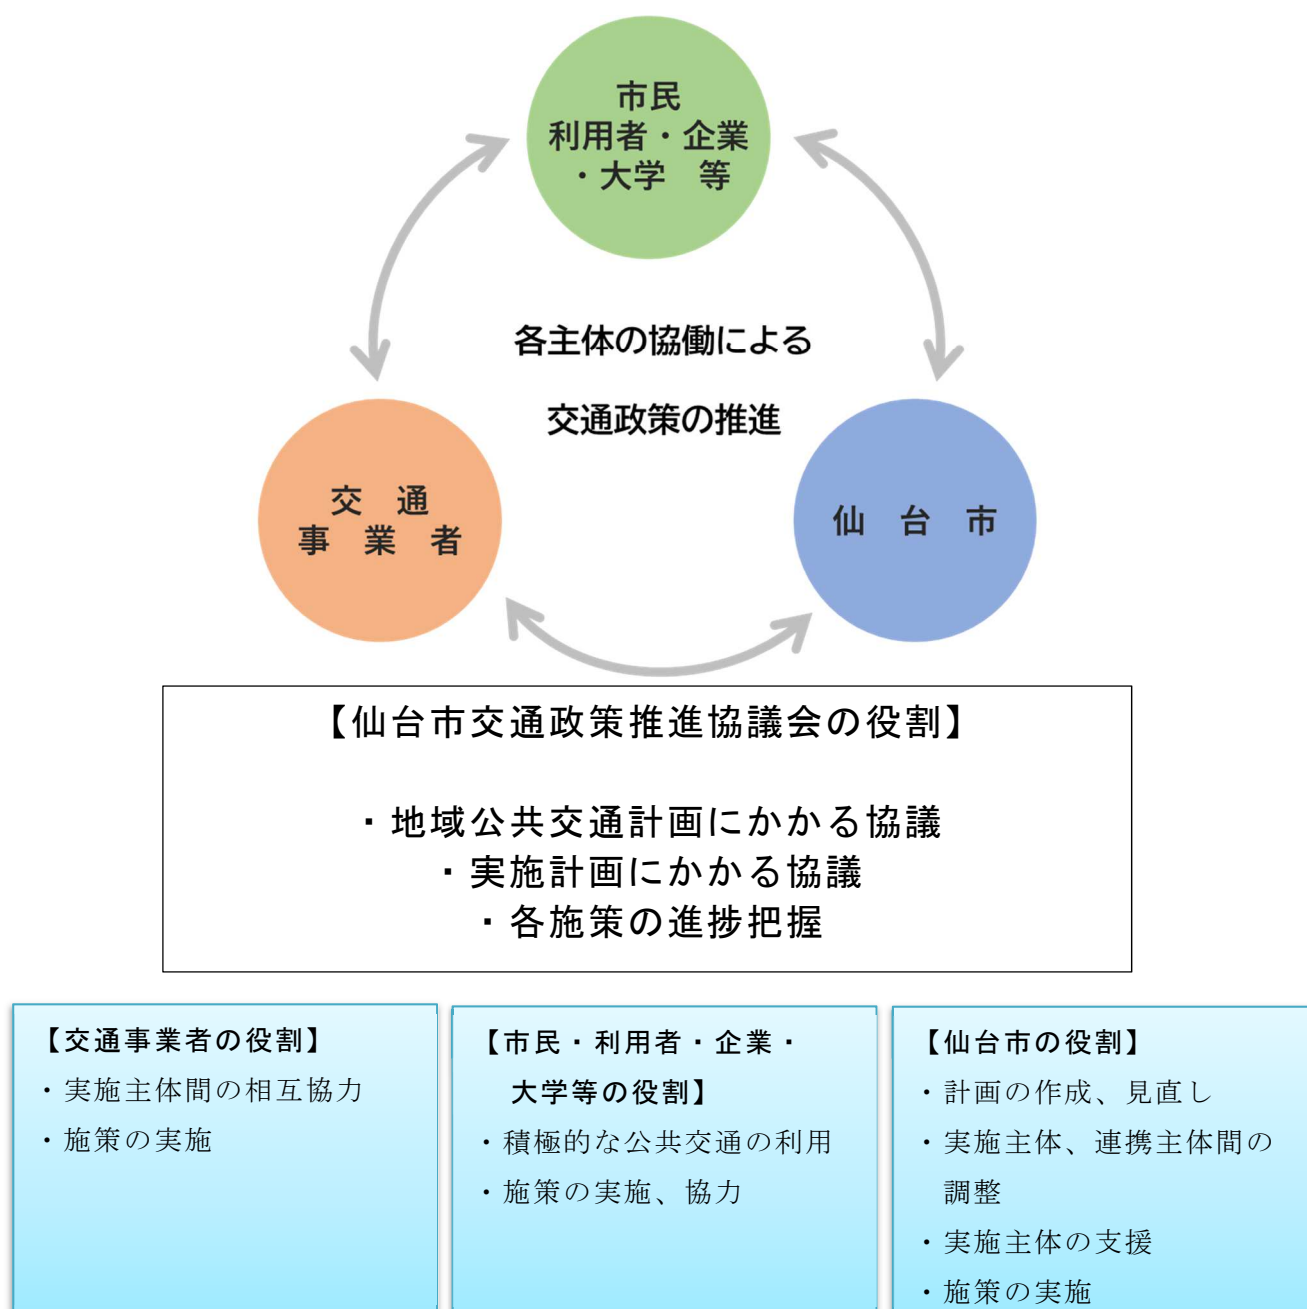 市民
利用者・企業
・大学　等
各主体の協働による
交通政策の推進
交　通
事　業　者
仙　台　市
【仙台市交通政策推進協議会の役割】
・地域公共交通計画にかかる協議
・実施計画にかかる協議
・各施策の進捗把握
【交通事業者の役割】
・実施主体間の相互協力
・施策の実施
【市民・利用者・企業・
大学等の役割】
・積極的な公共交通の利用
・施策の実施、協力
【仙台市の役割】
・計画の作成、見直し
・実施主体、連携主体間の
調整
・実施主体の支援
・施策の実施